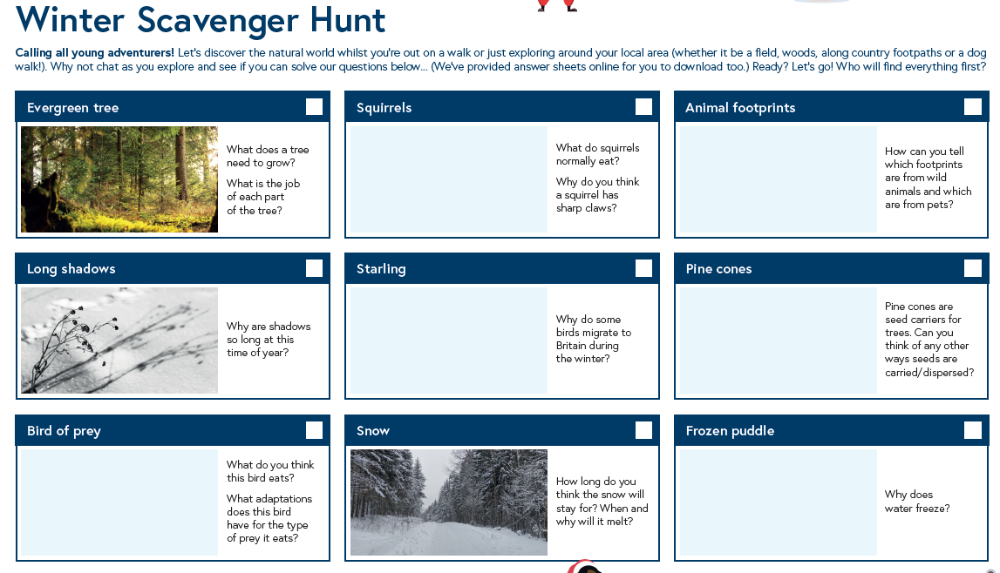 Winter Scavenger Hunt
Calling all young adventurers! Let's discover the natural world whilst you're out on a walk or just exploring around your local area (whether it be a field, woods, along country footpaths or a dog
walk!). Why not chat as you explore and see if you can solve our questions below... (We've provided answer sheets online for you to download too.) Ready? Let's go! Who will find everything first?
Evergreen tree
What does a tree
need to grow?
What is the job
of each part
of the tree?
Squirrels
What do squirrels
normally eat?
Why do you think
a squirrel has
sharp claws?
Animal footprints
How can you tell
which footprints
are from wild
animals and which
are from pets?
Long shadows
Why are shadows
so long at this
time of year?
Starling
Why do some
birds migrate to
Britain during
the winter?
Pine cones
Pine cones are
seed carriers for
trees. Can you
think of any other
ways seeds are
carried/dispersed?
Bird of prey
What do you think
this bird eats?
What adaptations
does this bird
have for the type
of prey it eats?
Snow
How long do you
think the snow will
stay for? When and
why will it melt?
Frozen puddle
Why does
water freeze?